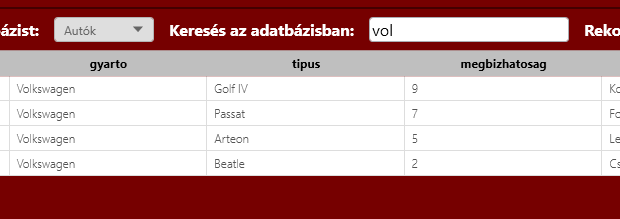 ázist: Autók Keresés az adatbázisban: vol Reko
gyarto tipus megbizhatosag
Volkswagen Golf IV 9 Ko
Volkswagen Passat 7 Fo
Volkswagen Arteon 5 Le
Volkswagen Beatle 2 Cs